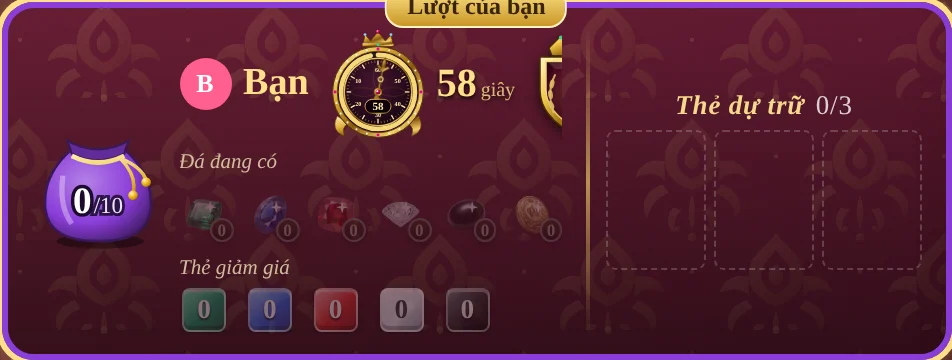 Lượt của bạn
B Bạn 58 58 giây
Thẻ dự trữ 0/3
Đá đang có
0/10
0 0 0 0 0 0
Thẻ giảm giá
0 0 0 0 0